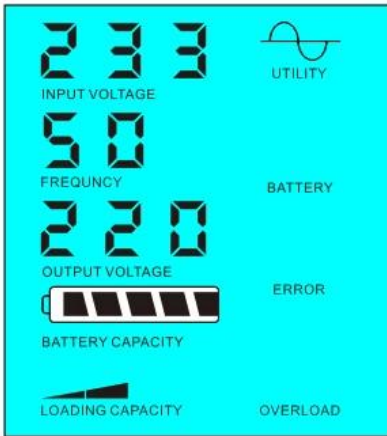 233
INPUT VOLTAGE
UTILITY
50
FREQUNCY
BATTERY
220
OUTPUT VOLTAGE
ERROR
BATTERY CAPACITY
LOADING CAPACITY
OVERLOAD